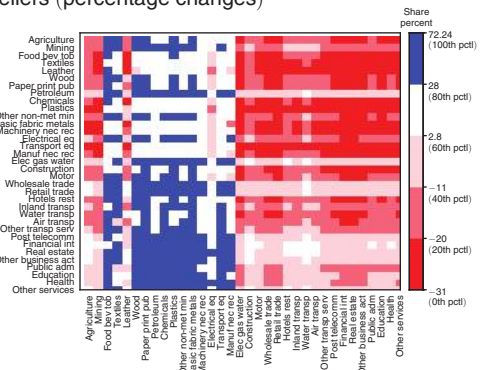 ellers (percentage changes)
Share
percent
Agriculture
Mining
Food bev tob
Textiles
Leather
Wood
Paper print pub
Petroleum
Chemicals
Plastics
Other non-met min
asic fabric metals
Machinery nec rec
Electrical eq
Transport eq
Manuf nec rec
Elec gas water
Construction
Motor
Wholesale trade
Retail trade
Hotels rest
Inland transp
Water transp
Air transp
Other transp serv
Post telecomm
Financial int
Real estate
Other business act
Public adm
Education
Health
Other services
72.24
(100th pctl)
28
(80th pctl)
2.8
(60th pctl)
−11
(40th pctl)
−20
(20th pctl)
−31
(0th pctl)
Agriculture
Mining
Food bev tob
Textiles
Leather
Wood
Paper print pub
Petroleum
Chemicals
Plastics
Other non-met min
asic fabric metals
Machinery nec rec
Electrical eq
Transport eq
Manuf nec rec
Elec gas water
Construction
Motor
Wholesale trade
Retail trade
Hotels rest
Inland transp
Water transp
Air transp
Other transp serv
Post telecomm
Financial int
Real estate
Other business act
Public adm
Education
Health
Other services